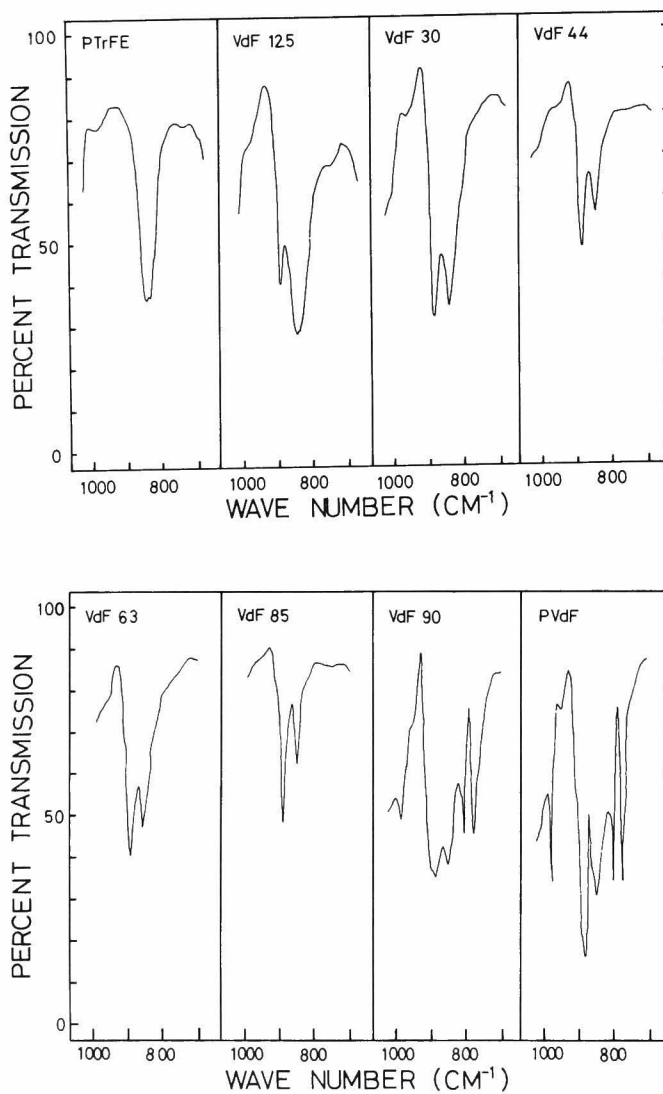 100
PTrFE
VdF 125
VdF 30
VdF 44
PERCENT TRANSMISSION
50
0
1000 800
1000 800
1000 800
1000 800
WAVE NUMBER (CM⁻¹)
100
VdF 63
VdF 85
VdF 90
PVdF
PERCENT TRANSMISSION
50
0
1000 800
1000 800
1000 800
1000 800
WAVE NUMBER (CM⁻¹)